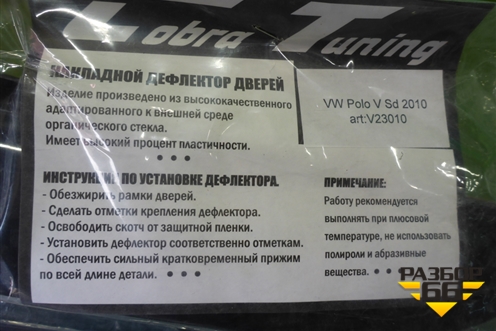 Cobra Tuning
НАКЛАДНОЙ ДЕФЛЕКТОР ДВЕРЕЙ
Изделие произведено из высококачественного
адаптированного к внешней среде
органического стекла.
Имеет высокий процент пластичности.
VW Polo V Sd 2010
art:V23010
ИНСТРУКЦИЯ ПО УСТАНОВКЕ ДЕФЛЕКТОРА.
- Обезжирить рамки дверей.
- Сделать отметки крепления дефлектора.
- Освободить скотч от защитной пленки.
- Установить дефлектор соответственно отметкам.
- Обеспечить сильный кратковременный прижим
по всей длине детали.
ПРИМЕЧАНИЕ:
Работу рекомендуется
выполнять при плюсовой
температуре, не использовать
полироли и абразивные
вещества.
РАЗБОР
66